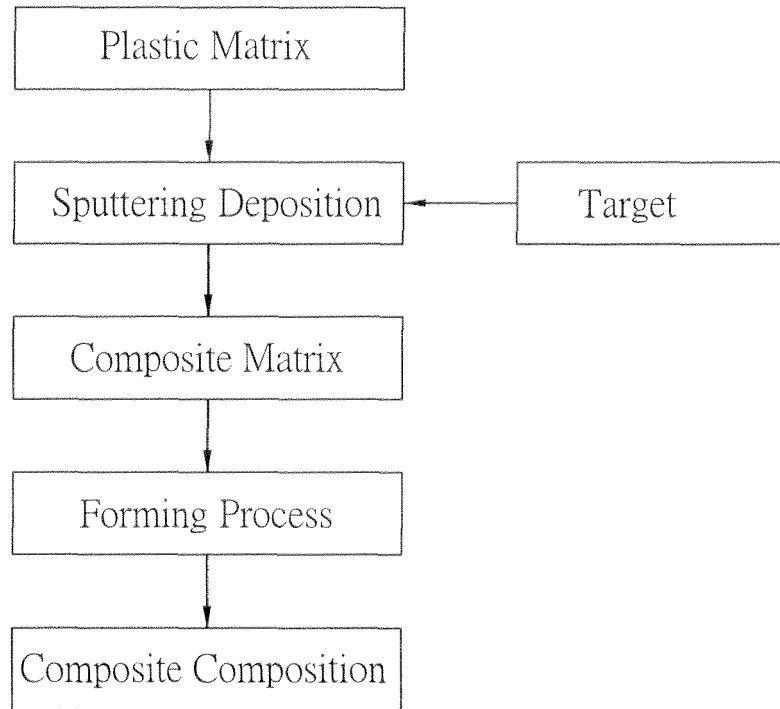 Plastic Matrix
Sputtering Deposition
Target
Composite Matrix
Forming Process
Composite Composition